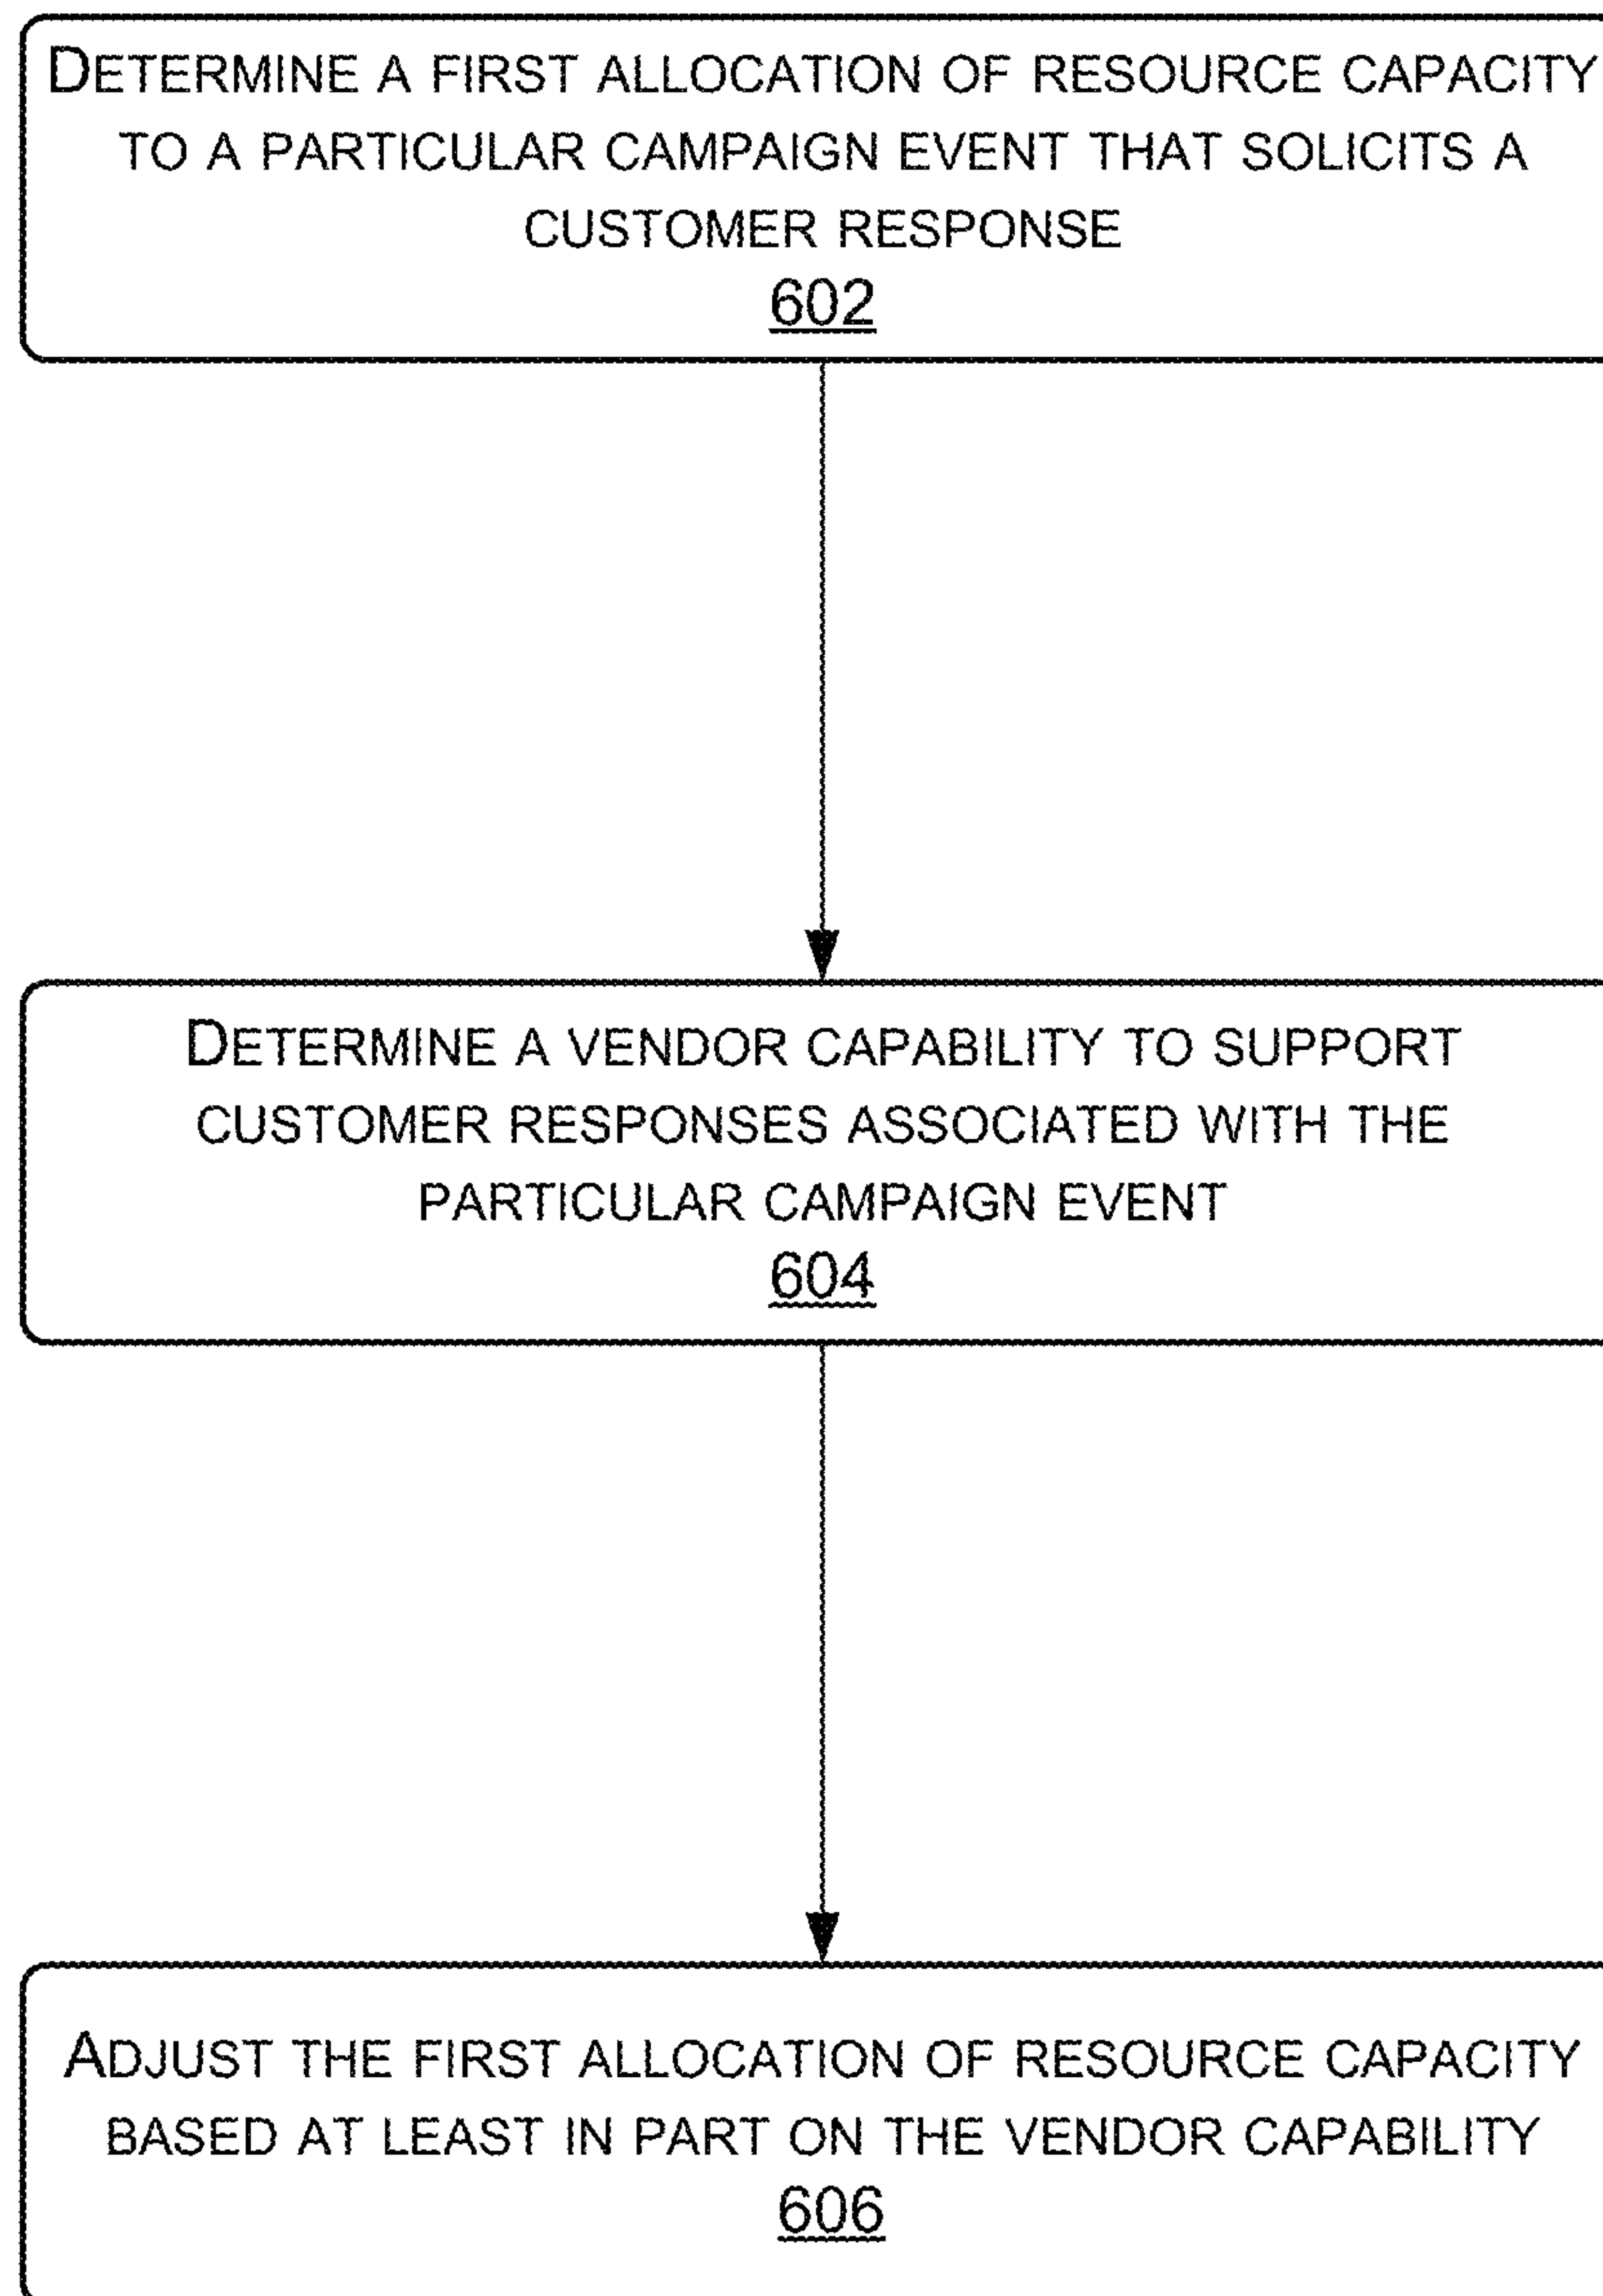 DETERMINE A FIRST ALLOCATION OF RESOURCE CAPACITY
TO A PARTICULAR CAMPAIGN EVENT THAT SOLICITS A
CUSTOMER RESPONSE
602
DETERMINE A VENDOR CAPABILITY TO SUPPORT
CUSTOMER RESPONSES ASSOCIATED WITH THE
PARTICULAR CAMPAIGN EVENT
604
ADJUST THE FIRST ALLOCATION OF RESOURCE CAPACITY
BASED AT LEAST IN PART ON THE VENDOR CAPABILITY
606